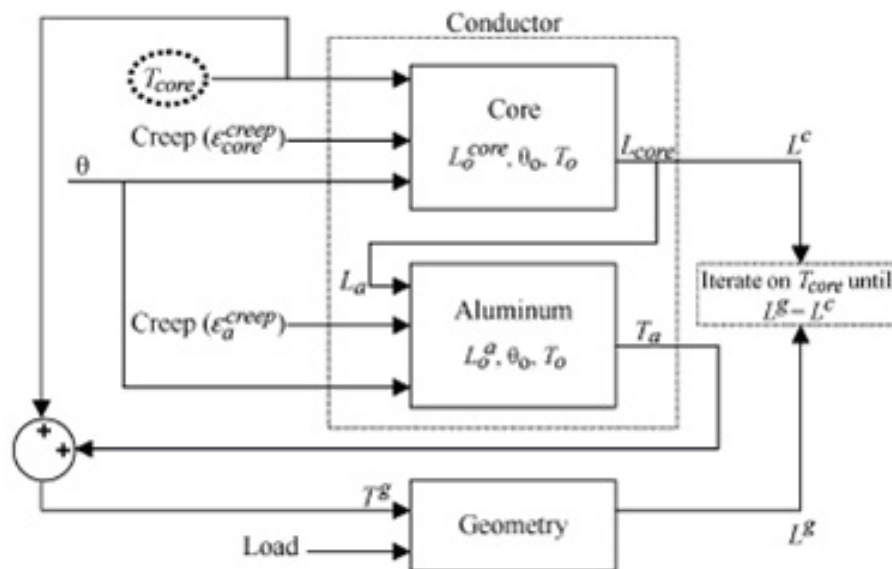 Conductor
T_core
Core
Creep (ε_core^creep)
L_o^core, θ_o, T_o
L_core
L^c
θ
Iterate on T_core until
L^g – L^c
L_a
Aluminum
Creep (ε_a^creep)
T_a
L_o^a, θ_o, T_o
+
+
T^g
Geometry
Load
L^g